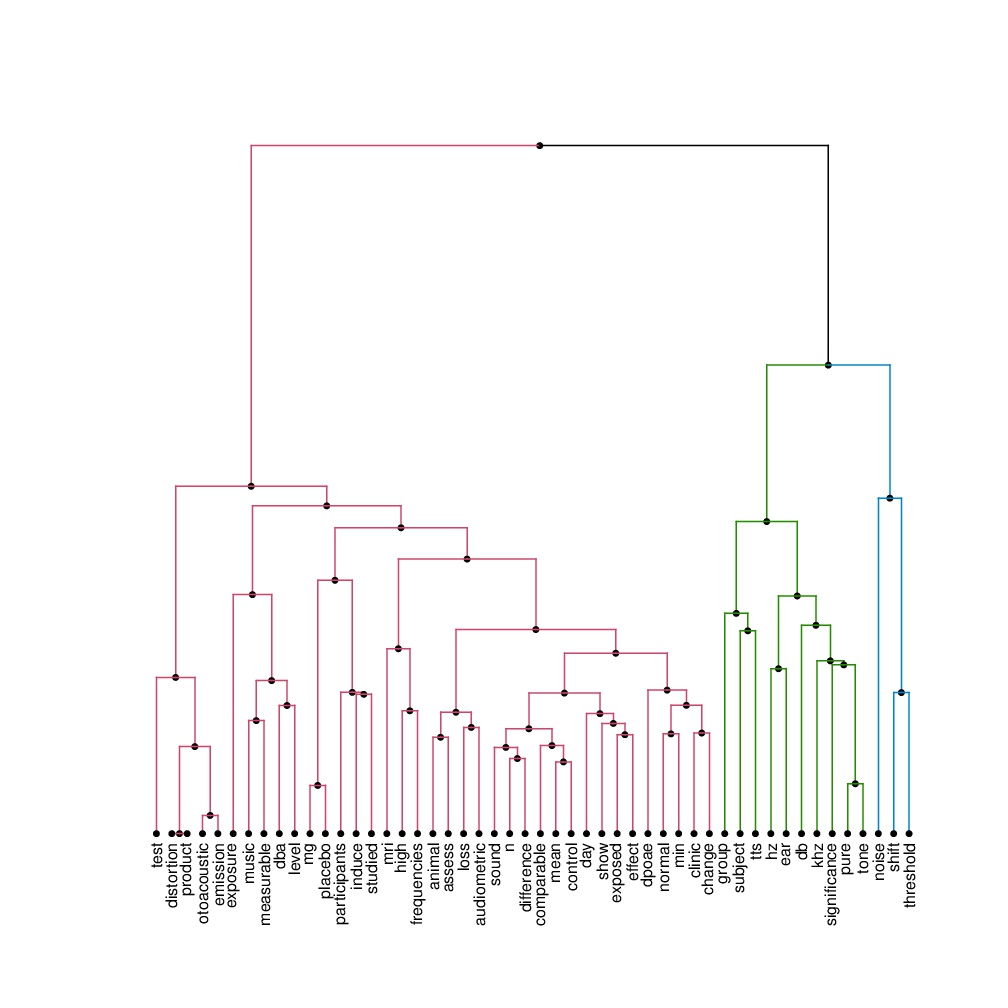 test
distortion
product
otoacoustic
emission
exposure
music
measurable
dba
level
mg
placebo
participants
induce
studied
mri
high
frequencies
animal
assess
loss
audiometric
sound
n
difference
comparable
mean
control
day
show
exposed
effect
dpoae
normal
min
clinic
change
group
subject
tts
hz
ear
db
khz
significance
pure
tone
noise
shift
threshold